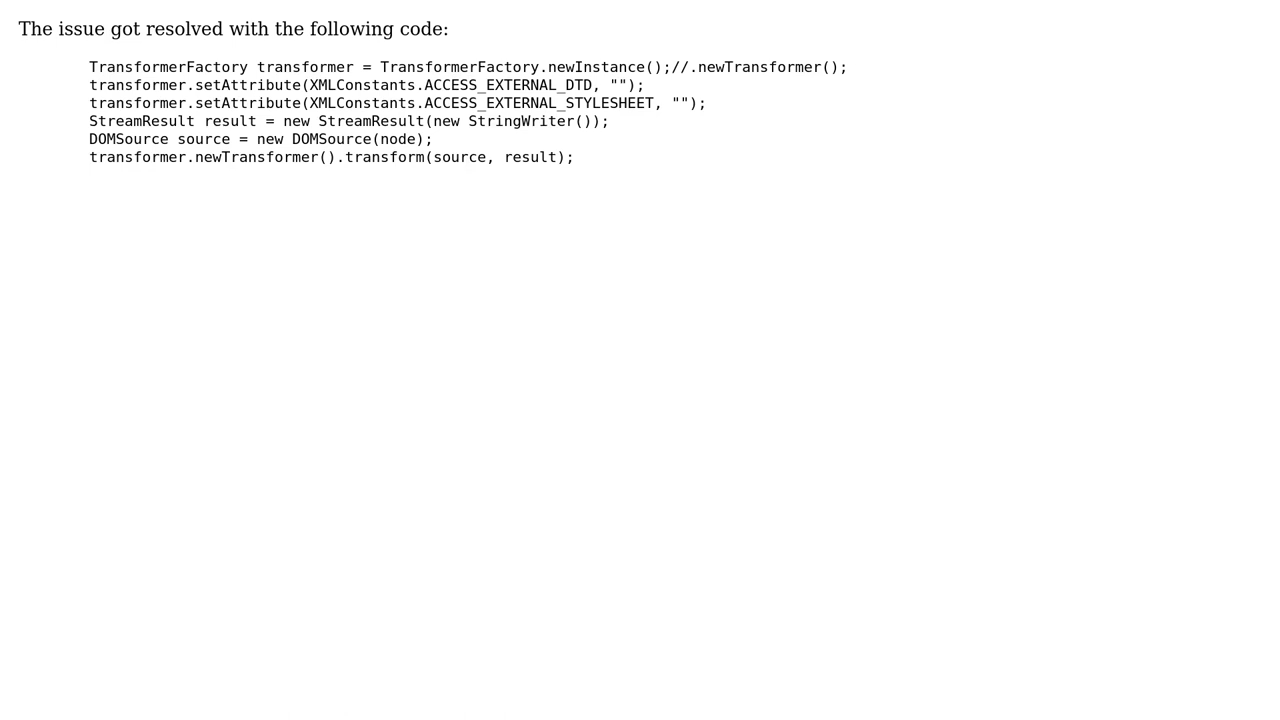 The issue got resolved with the following code:
TransformerFactory transformer = TransformerFactory.newInstance();//.newTransformer();
transformer.setAttribute(XMLConstants.ACCESS_EXTERNAL_DTD, "");
transformer.setAttribute(XMLConstants.ACCESS_EXTERNAL_STYLESHEET, "");
StreamResult result = new StreamResult(new StringWriter());
DOMSource source = new DOMSource(node);
transformer.newTransformer().transform(source, result);